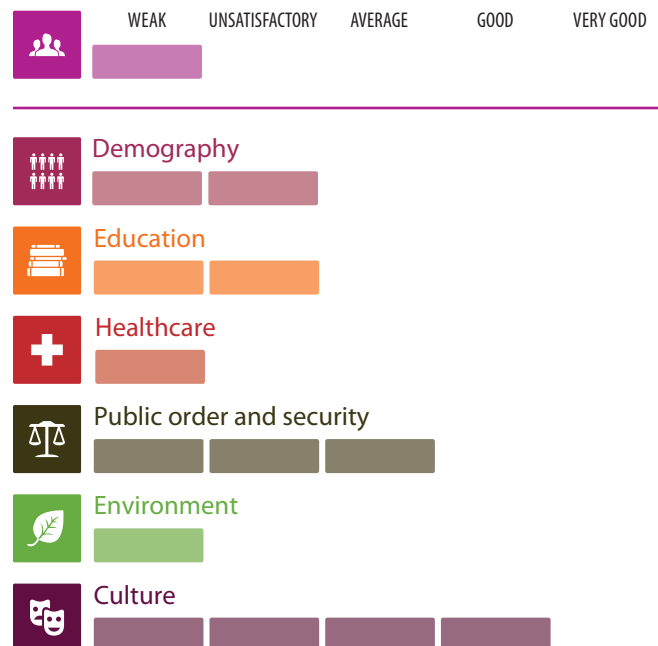 WEAK UNSATISFACTORY AVERAGE GOOD VERY GOOD
Demography
Education
Healthcare
Public order and security
Environment
Culture